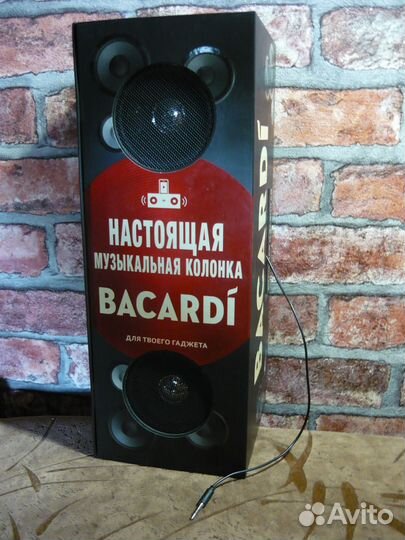 НАСТОЯЩАЯ
МУЗЫКАЛЬНАЯ КОЛОНКА
BACARDÍ
ДЛЯ ТВОЕГО ГАДЖЕТА
BACARDÍ
Avito